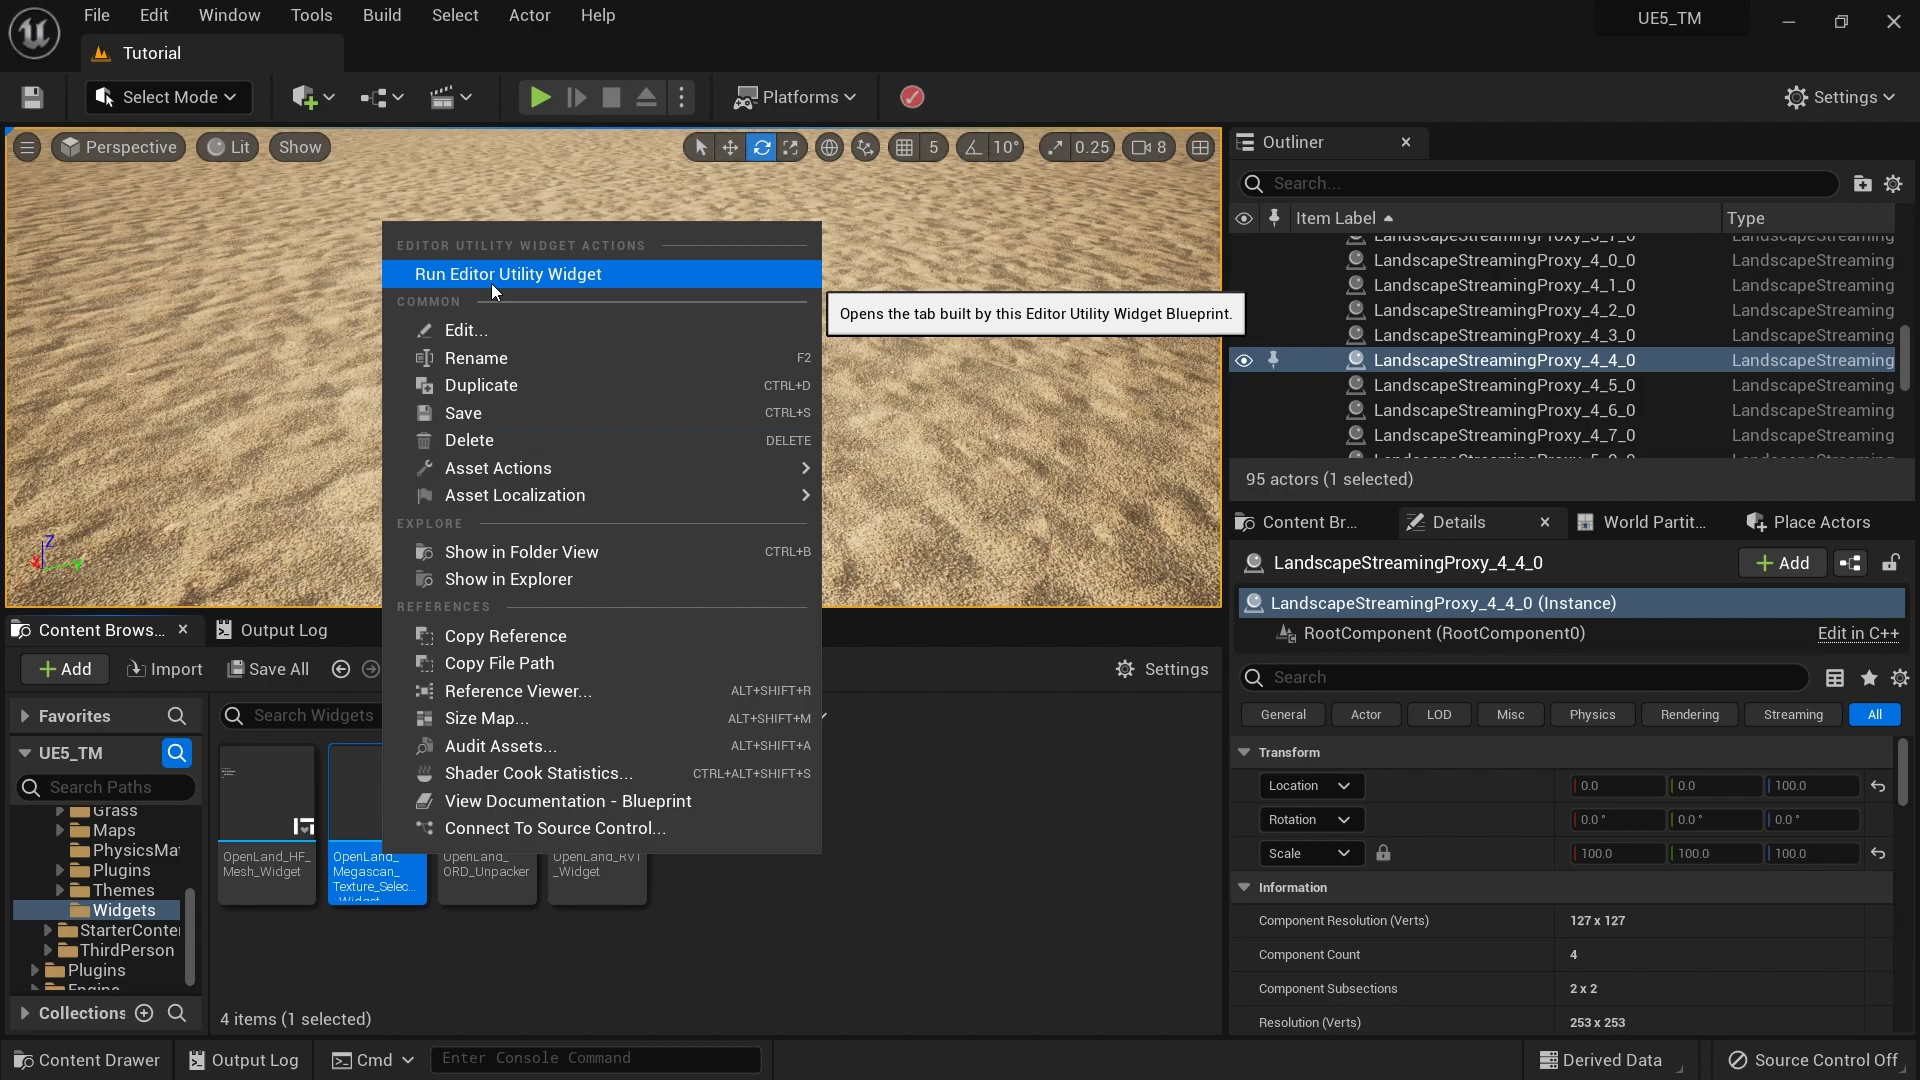 File Edit Window Tools Build Select Actor Help
UE5_TM
Tutorial
Select Mode
Platforms
Settings
Perspective
Lit
Show
5
10°
0.25
8
Outliner
Search...
Item Label
Type
LandscapeStreamingProxy_3_7_0 LandscapeStreaming
LandscapeStreamingProxy_4_0_0 LandscapeStreaming
LandscapeStreamingProxy_4_1_0 LandscapeStreaming
LandscapeStreamingProxy_4_2_0 LandscapeStreaming
LandscapeStreamingProxy_4_3_0 LandscapeStreaming
LandscapeStreamingProxy_4_4_0 LandscapeStreaming
LandscapeStreamingProxy_4_5_0 LandscapeStreaming
LandscapeStreamingProxy_4_6_0 LandscapeStreaming
LandscapeStreamingProxy_4_7_0 LandscapeStreaming
95 actors (1 selected)
EDITOR UTILITY WIDGET ACTIONS
Run Editor Utility Widget
COMMON
Edit...
Rename F2
Duplicate CTRL+D
Save CTRL+S
Delete DELETE
Asset Actions
Asset Localization
EXPLORE
Show in Folder View CTRL+B
Show in Explorer
REFERENCES
Copy Reference
Copy File Path
Reference Viewer... ALT+SHIFT+R
Size Map... ALT+SHIFT+M
Audit Assets... ALT+SHIFT+A
Shader Cook Statistics... CTRL+ALT+SHIFT+S
View Documentation - Blueprint
Connect To Source Control...
Opens the tab built by this Editor Utility Widget Blueprint.
Z
X
Y
Content Br...
Details
World Partit...
Place Actors
LandscapeStreamingProxy_4_4_0
Add
LandscapeStreamingProxy_4_4_0 (Instance)
RootComponent (RootComponent0)
Edit in C++
Search
General Actor LOD Misc Physics Rendering Streaming All
Transform
Location 0.0 0.0 100.0
Rotation 0.0 ° 0.0 ° 0.0 °
Scale 100.0 100.0 100.0
Information
Component Resolution (Verts) 127 x 127
Component Count 4
Component Subsections 2 x 2
Resolution (Verts) 253 x 253
Content Brows...
Output Log
Add
Import
Save All
Settings
Favorites
UE5_TM
Search Paths
Grass
Maps
PhysicsMa
Plugins
Themes
Widgets
StarterConte
ThirdPerson
Plugins
Engine
Collections
Search Widgets
OpenLand_HF_
Mesh_Widget
OpenLand_
Megascan_
Texture_Selec...
_Widget
OpenLand_
ORD_Unpacker
OpenLand_RVT
_Widget
4 items (1 selected)
Content Drawer
Output Log
Cmd
Enter Console Command
Derived Data
Source Control Off